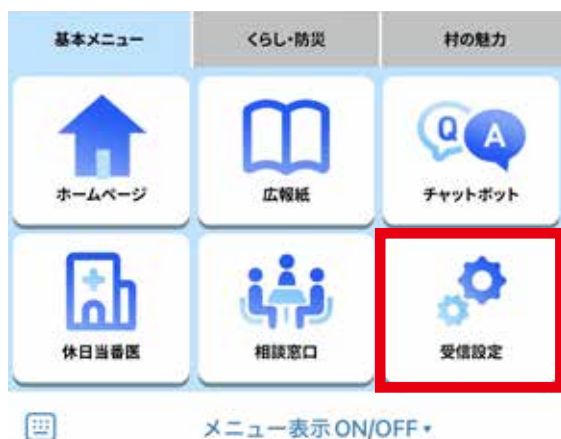 基本メニュー
くらし・防災
村の魅力
ホームページ
広報紙
Q A
チャットボット
休日当番医
相談窓口
受信設定
メニュー表示 ON/OFF